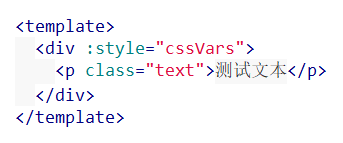 <template>
  <div :style="cssVars">
    <p class="text">测试文本</p>
  </div>
</template>